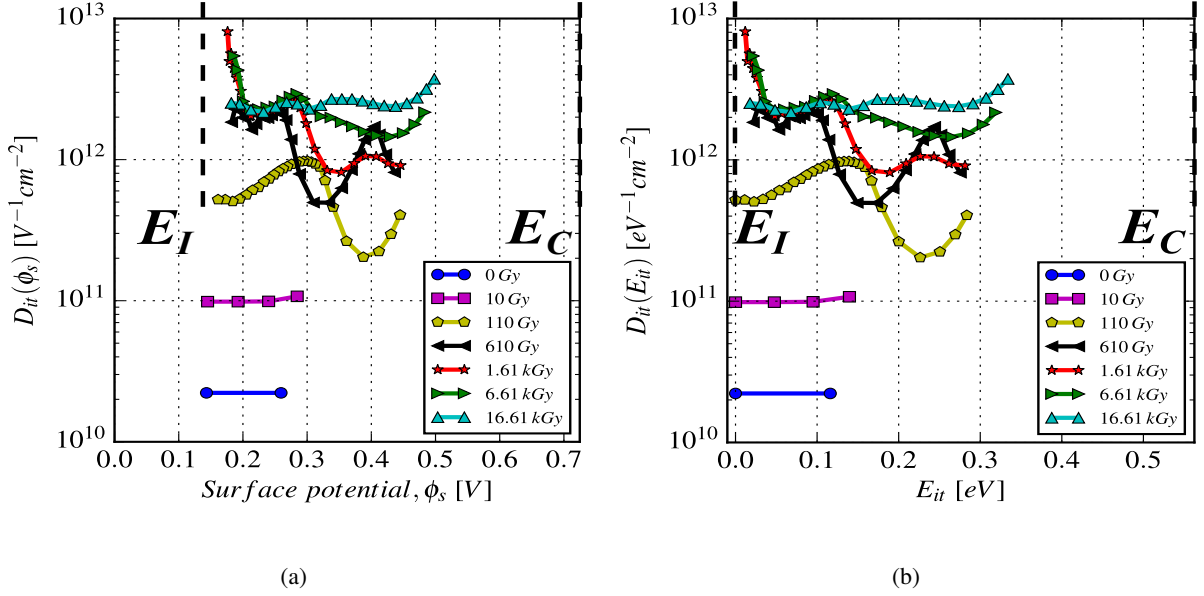 10^13
10^12
10^11
10^10
D_it(ϕ_s) [V^−1cm^−2]
E_I
E_C
0 Gy
10 Gy
110 Gy
610 Gy
1.61 kGy
6.61 kGy
16.61 kGy
0.0 0.1 0.2 0.3 0.4 0.5 0.6 0.7
Surface potential, ϕ_s [V]
(a)
10^13
10^12
10^11
10^10
D_it(E_it) [eV^−1cm^−2]
E_I
E_C
0 Gy
10 Gy
110 Gy
610 Gy
1.61 kGy
6.61 kGy
16.61 kGy
0.0 0.1 0.2 0.3 0.4 0.5
E_it [eV]
(b)